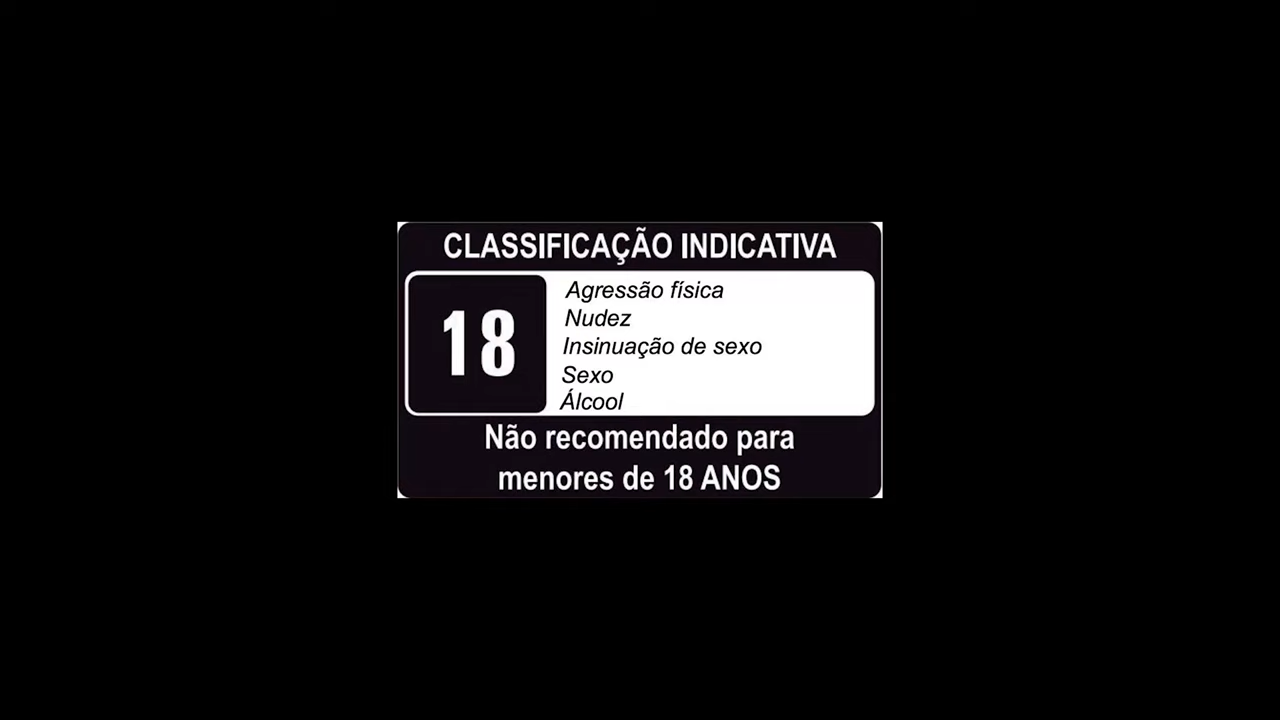 CLASSIFICAÇÃO INDICATIVA
18
Agressão física
Nudez
Insinuação de sexo
Sexo
Álcool
Não recomendado para
menores de 18 ANOS